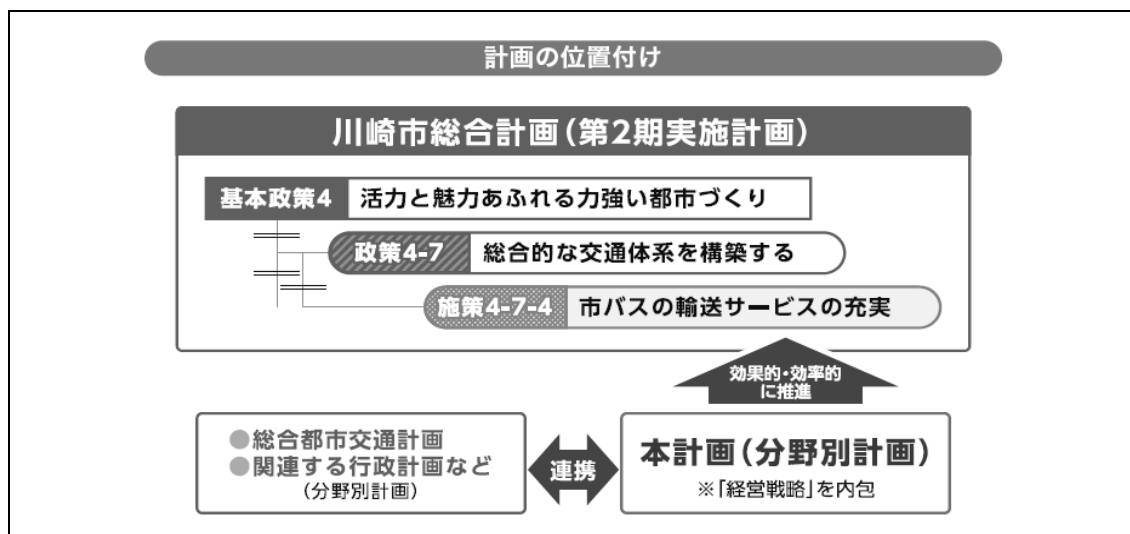 計画の位置付け
川崎市総合計画(第2期実施計画)
基本政策4 活力と魅力あふれる力強い都市づくり
政策4-7 総合的な交通体系を構築する
施策4-7-4 市バスの輸送サービスの充実
効果的・効率的
に推進
●総合都市交通計画
●関連する行政計画など
(分野別計画)
連携
本計画(分野別計画)
※「経営戦略」を内包